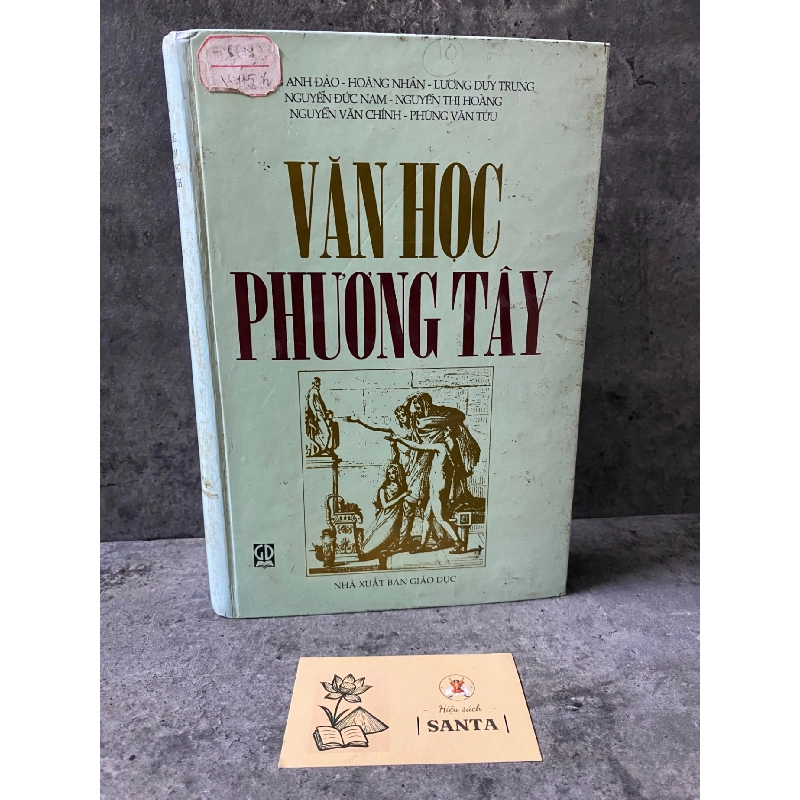 ANH ĐÀO - HOÀNG NHÂN - LƯƠNG DUY TRUNG
NGUYỄN ĐỨC NAM - NGUYỄN THỊ HOÀNG
NGUYỄN VĂN CHÍNH - PHÙNG VĂN TỬU
10
VĂN HỌC
PHƯƠNG TÂY
GD
NHÀ XUẤT BẢN GIÁO DỤC
Hiệu sách
SANTA